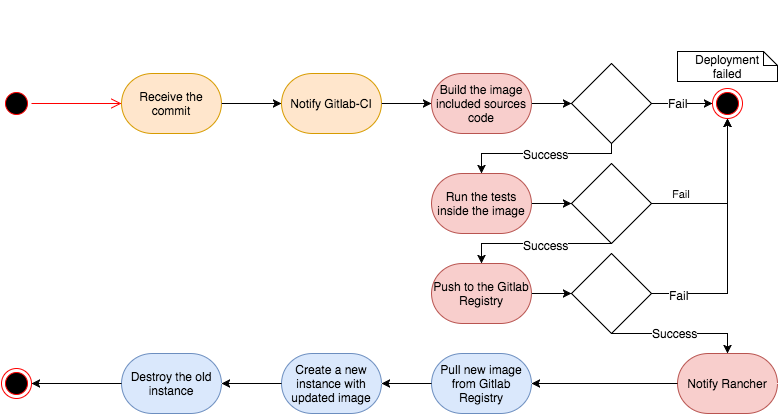 Deployment
failed
Receive the
commit
Notify Gitlab-CI
Build the image
included sources
code
Fail
Success
Run the tests
inside the image
Fail
Success
Push to the Gitlab
Registry
Fail
Success
Destroy the old
instance
Create a new
instance with
updated image
Pull new image
from Gitlab
Registry
Notify Rancher